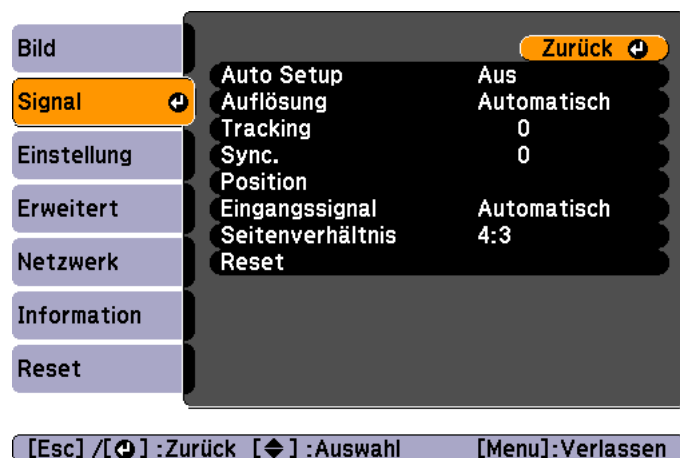 Bild
Signal
Einstellung
Erweitert
Netzwerk
Information
Reset
Zurück
Auto Setup Aus
Auflösung Automatisch
Tracking 0
Sync. 0
Position
Eingangssignal Automatisch
Seitenverhältnis 4:3
Reset
[Esc] /[⏎] :Zurück [◆] :Auswahl [Menu]:Verlassen